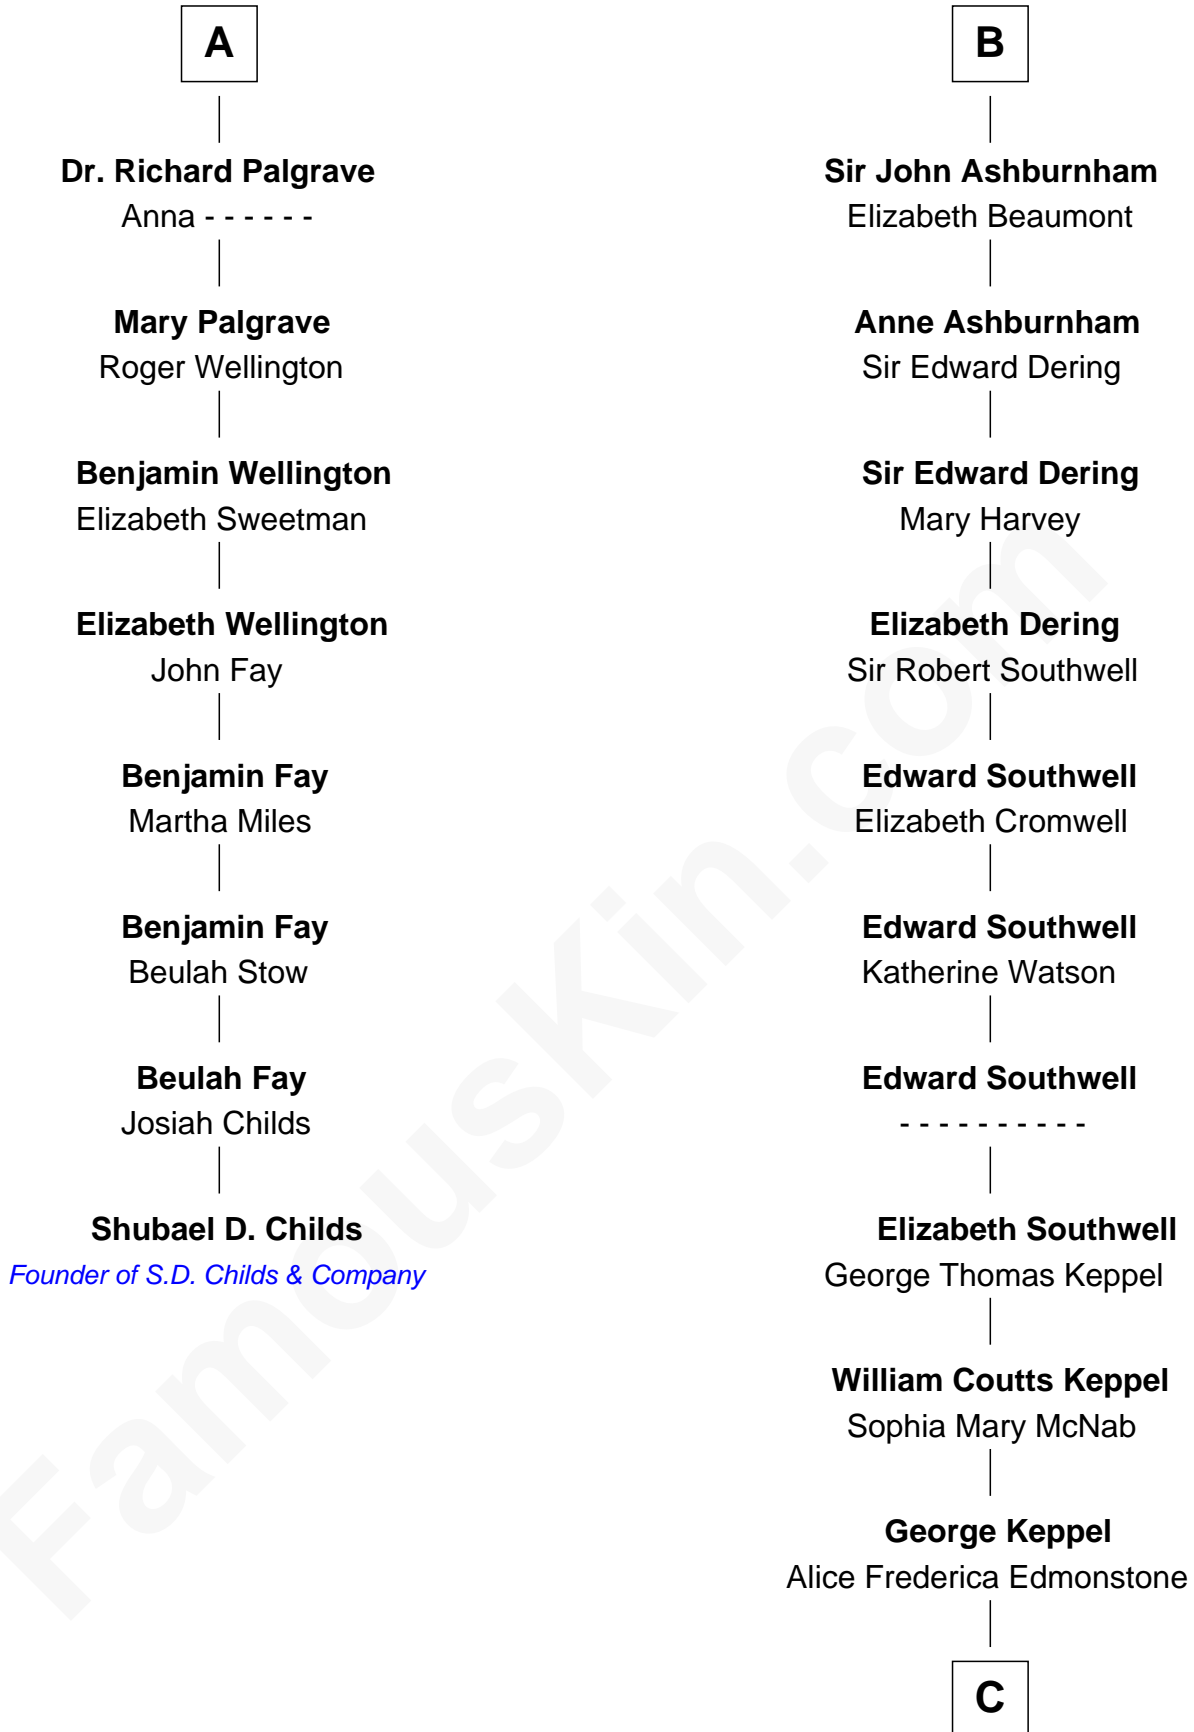 A
Dr. Richard Palgrave
Anna - - - - - -
Mary Palgrave
Roger Wellington
Benjamin Wellington
Elizabeth Sweetman
Elizabeth Wellington
John Fay
Benjamin Fay
Martha Miles
Benjamin Fay
Beulah Stow
Beulah Fay
Josiah Childs
Shubael D. Childs
Founder of S.D. Childs & Company
B
Sir John Ashburnham
Elizabeth Beaumont
Anne Ashburnham
Sir Edward Dering
Sir Edward Dering
Mary Harvey
Elizabeth Dering
Sir Robert Southwell
Edward Southwell
Elizabeth Cromwell
Edward Southwell
Katherine Watson
Edward Southwell
- - - - - - - - - -
Elizabeth Southwell
George Thomas Keppel
William Coutts Keppel
Sophia Mary McNab
George Keppel
Alice Frederica Edmonstone
C
FamousKin.com